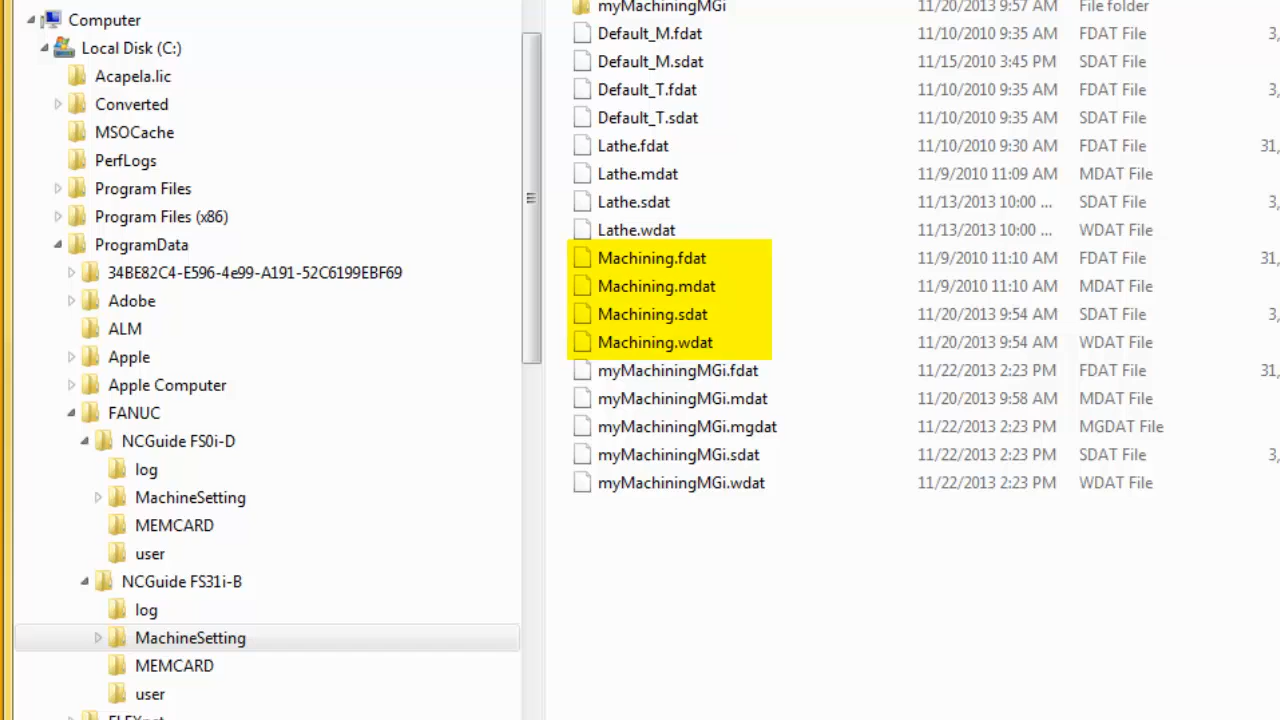 Computer
Local Disk (C:)
Acapela.lic
Converted
MSOCache
PerfLogs
Program Files
Program Files (x86)
ProgramData
34BE82C4-E596-4e99-A191-52C6199EBF69
Adobe
ALM
Apple
Apple Computer
FANUC
NCGuide FS0i-D
log
MachineSetting
MEMCARD
user
NCGuide FS31i-B
log
MachineSetting
MEMCARD
user
myMachiningMGi 11/20/2013 9:57 AM File folder
Default_M.fdat 11/10/2010 9:35 AM FDAT File 3,
Default_M.sdat 11/15/2010 3:45 PM SDAT File
Default_T.fdat 11/10/2010 9:35 AM FDAT File 3,
Default_T.sdat 11/10/2010 9:35 AM SDAT File
Lathe.fdat 11/10/2010 9:30 AM FDAT File 31,
Lathe.mdat 11/9/2010 11:09 AM MDAT File
Lathe.sdat 11/13/2013 10:00 ... SDAT File 3,
Lathe.wdat 11/13/2013 10:00 ... WDAT File
Machining.fdat 11/9/2010 11:10 AM FDAT File 31,
Machining.mdat 11/9/2010 11:10 AM MDAT File
Machining.sdat 11/20/2013 9:54 AM SDAT File 3,
Machining.wdat 11/20/2013 9:54 AM WDAT File
myMachiningMGi.fdat 11/22/2013 2:23 PM FDAT File 31,
myMachiningMGi.mdat 11/20/2013 9:58 AM MDAT File
myMachiningMGi.mgdat 11/22/2013 2:23 PM MGDAT File
myMachiningMGi.sdat 11/22/2013 2:23 PM SDAT File 3,
myMachiningMGi.wdat 11/22/2013 2:23 PM WDAT File